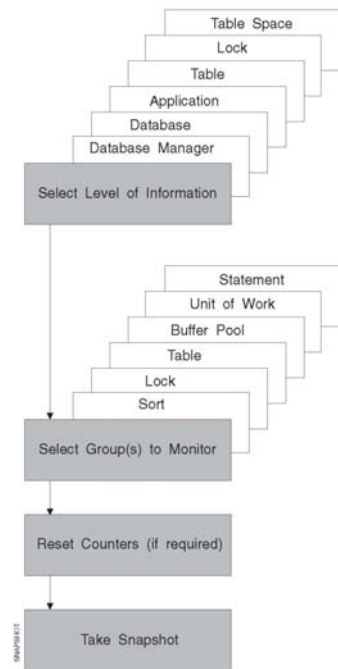 Table Space
Lock
Table
Application
Database
Database Manager
Select Level of Information
Statement
Unit of Work
Buffer Pool
Table
Lock
Sort
Select Group(s) to Monitor
Reset Counters (if required)
Take Snapshot
SNAPSHOT